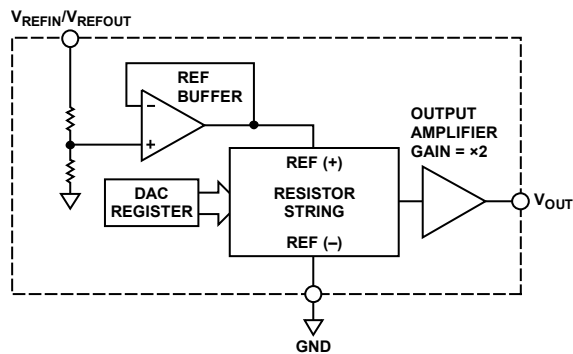 VREFIN/VREFOUT
REF
BUFFER
−
+
OUTPUT
AMPLIFIER
GAIN = ×2
REF (+)
DAC
REGISTER
RESISTOR
STRING
REF (−)
VOUT
GND